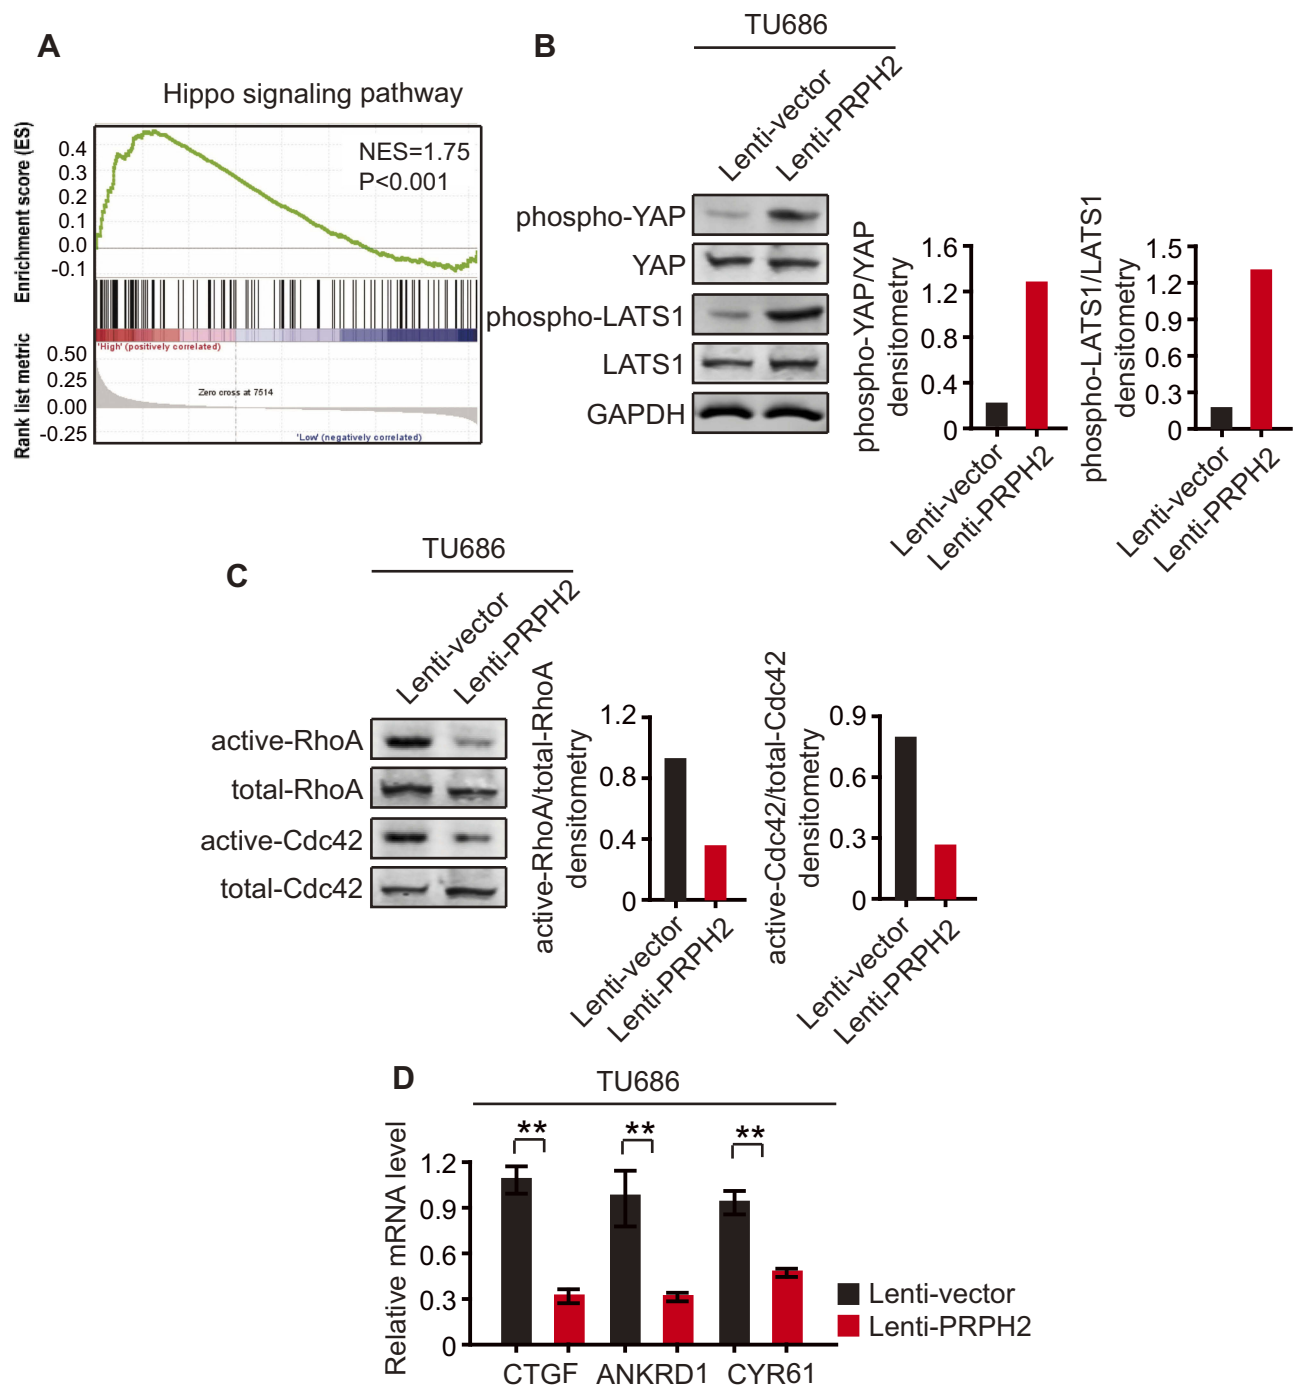 A
Hippo signaling pathway
Enrichment score (ES)
0.4
0.3
0.2
0.1
0.0
-0.1
NES=1.75
P<0.001
'High' (positively correlated)
Rank list metric
0.50
0.25
0.00
-0.25
Zero cross at 7514
'Low' (negatively correlated)
B
TU686
Lenti-vector
Lenti-PRPH2
phospho-YAP
YAP
phospho-LATS1
LATS1
GAPDH
phospho-YAP/YAP
densitometry
1.6
1.2
0.8
0.4
0
Lenti-vector
Lenti-PRPH2
phospho-LATS1/LATS1
densitometry
1.5
1.2
0.9
0.6
0.3
0
Lenti-vector
Lenti-PRPH2
C
TU686
Lenti-vector
Lenti-PRPH2
active-RhoA
total-RhoA
active-Cdc42
total-Cdc42
active-RhoA/total-RhoA
densitometry
1.2
0.8
0.4
0
Lenti-vector
Lenti-PRPH2
active-Cdc42/total-Cdc42
densitometry
0.9
0.6
0.3
0
Lenti-vector
Lenti-PRPH2
D
TU686
Relative mRNA level
1.2
0.9
0.6
0.3
0
**
**
**
CTGF
ANKRD1
CYR61
Lenti-vector
Lenti-PRPH2